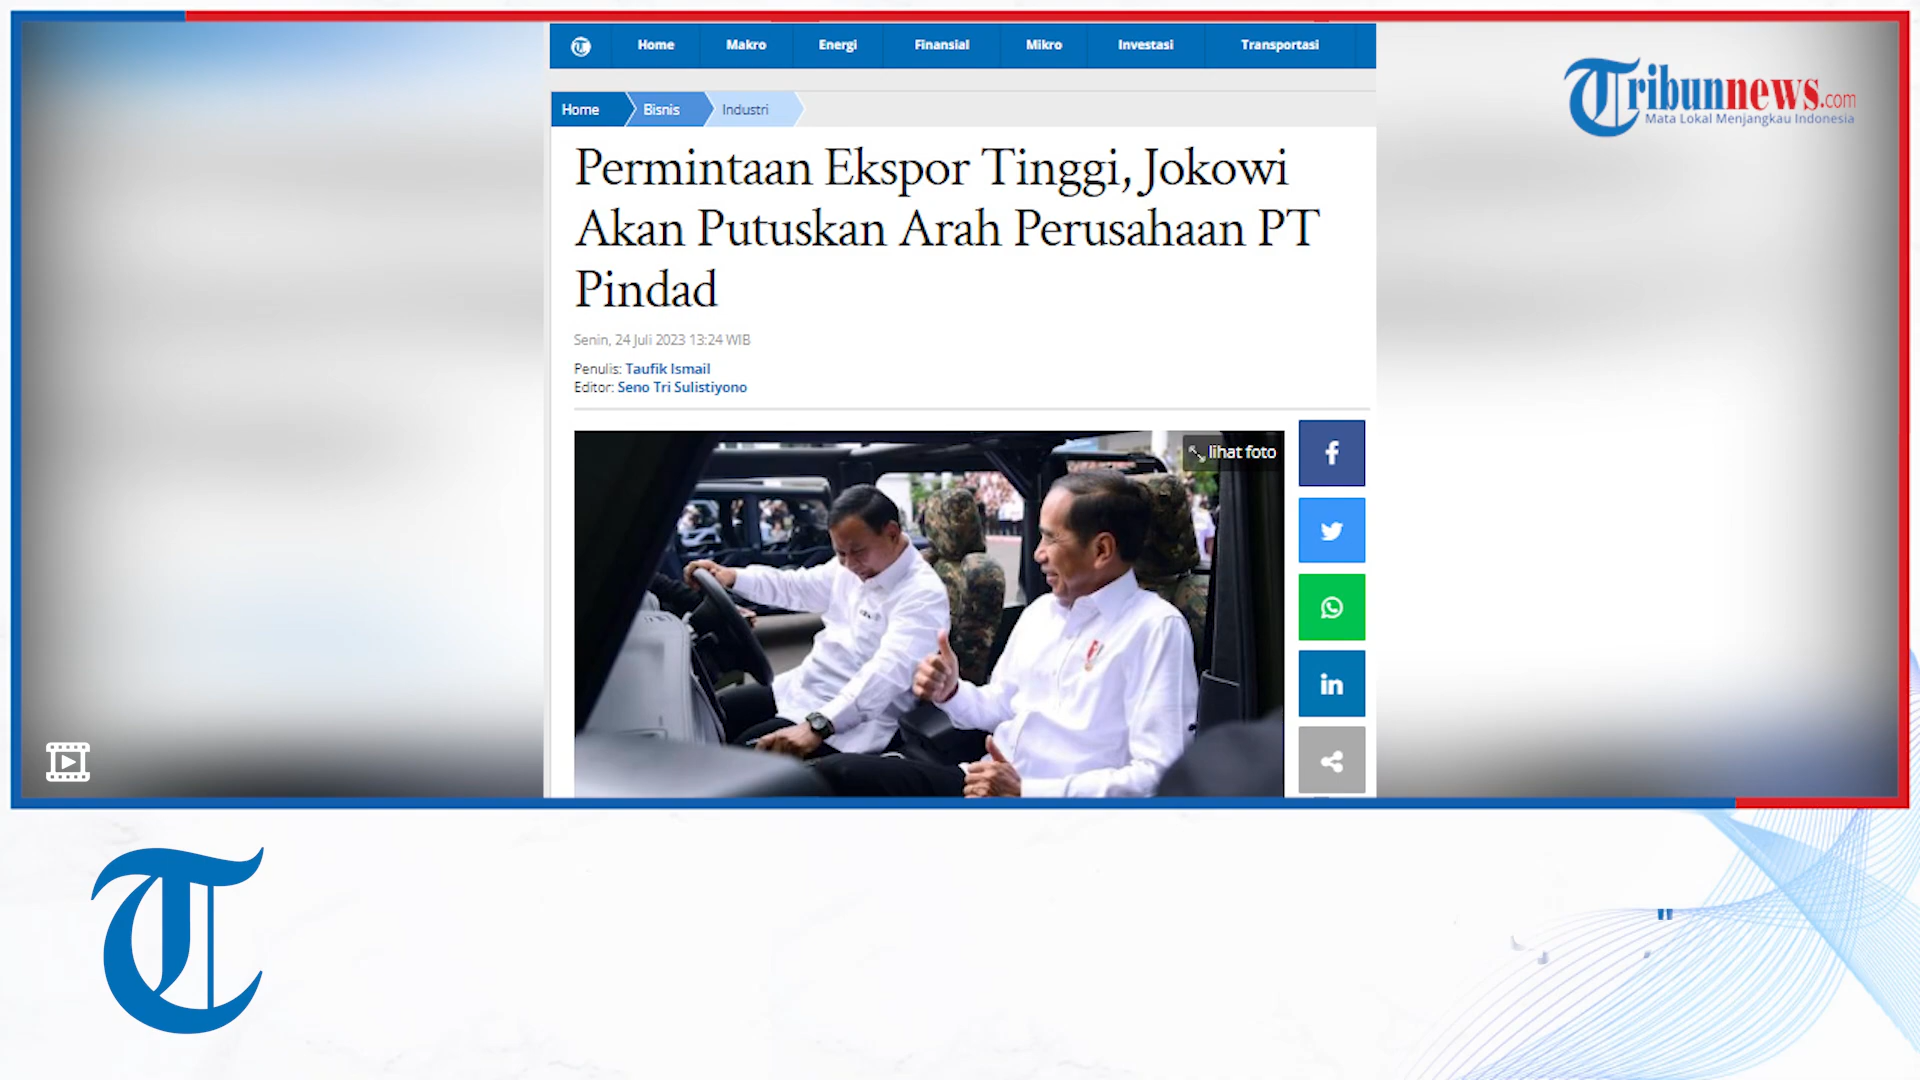 Home Makro Energi Finansial Mikro Investasi Transportasi
Tribunnews.com
Mata Lokal Menjangkau Indonesia
Home Bisnis Industri
Permintaan Ekspor Tinggi, Jokowi
Akan Putuskan Arah Perusahaan PT
Pindad
Senin, 24 Juli 2023 13:24 WIB
Penulis: Taufik Ismail
Editor: Seno Tri Sulistiyono
lihat foto
f
in
T